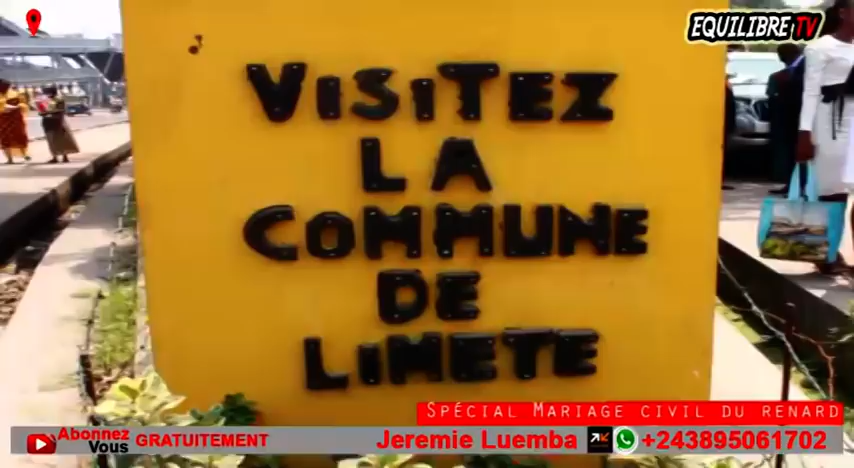 EQUILIBRE TV
VISITEZ
LA
COMMUNE
DE
LIMETE
SPÉCIAL MARIAGE CIVIL DU RENARD
Abonnez
Vous
GRATUITEMENT
Jeremie Luemba
+243895061702